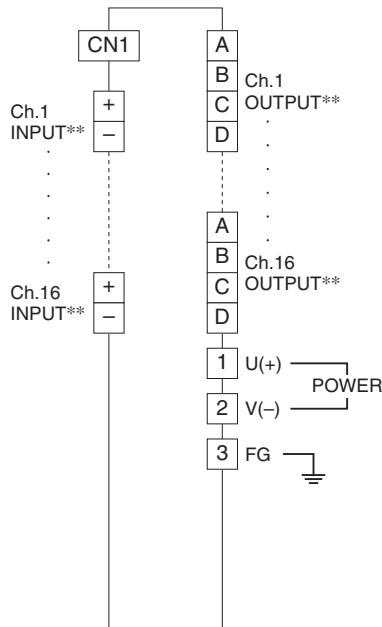 CN1
A
B
C
D
Ch.1
OUTPUT**
Ch.1
INPUT**
+
–
A
B
C
D
Ch.16
OUTPUT**
Ch.16
INPUT**
+
–
1 U(+)
POWER
2 V(–)
3 FG